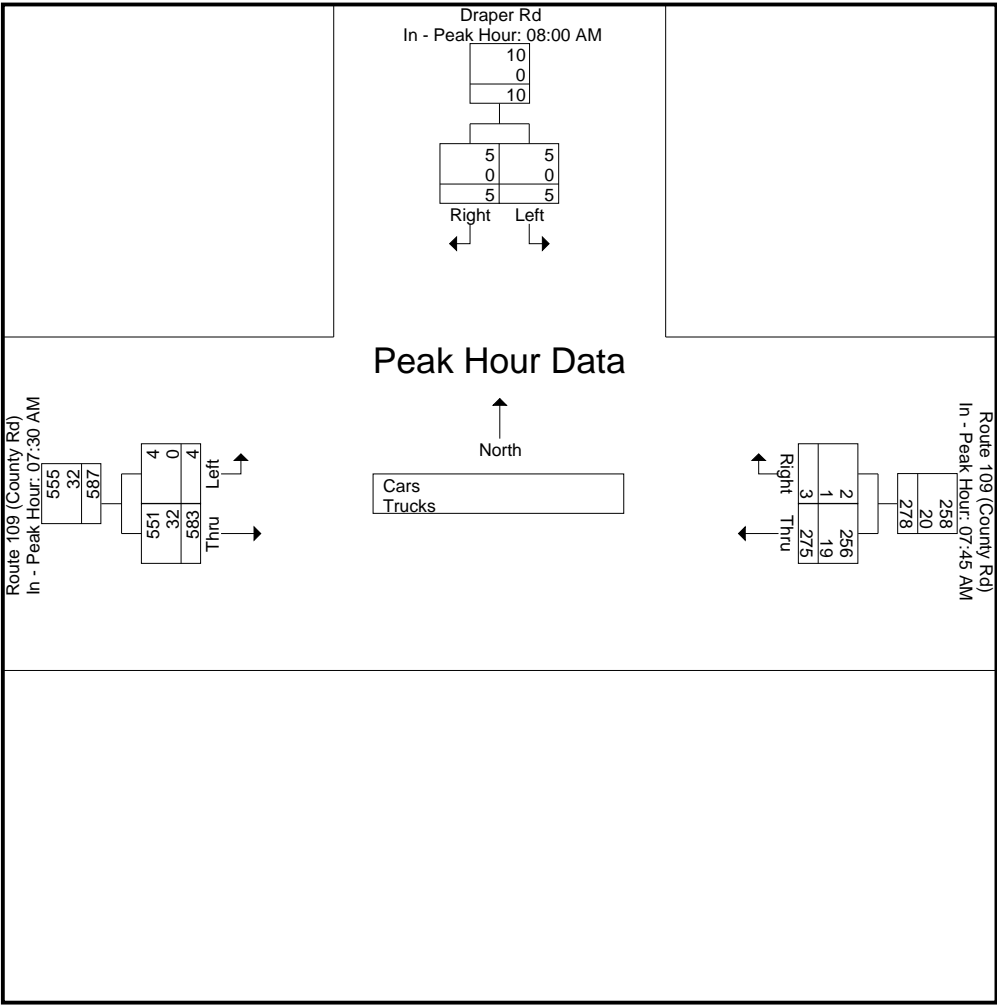 Draper Rd
In - Peak Hour: 08:00 AM
10
0
10
5 5
0 0
5 5
Right Left
Peak Hour Data
North
Cars
Trucks
Route 109 (County Rd)
In - Peak Hour: 07:30 AM
555
32
587
4 551
0 32
4 583
Left Thru
Route 109 (County Rd)
In - Peak Hour: 07:45 AM
258
20
278
2 256
1 19
3 275
Right Thru